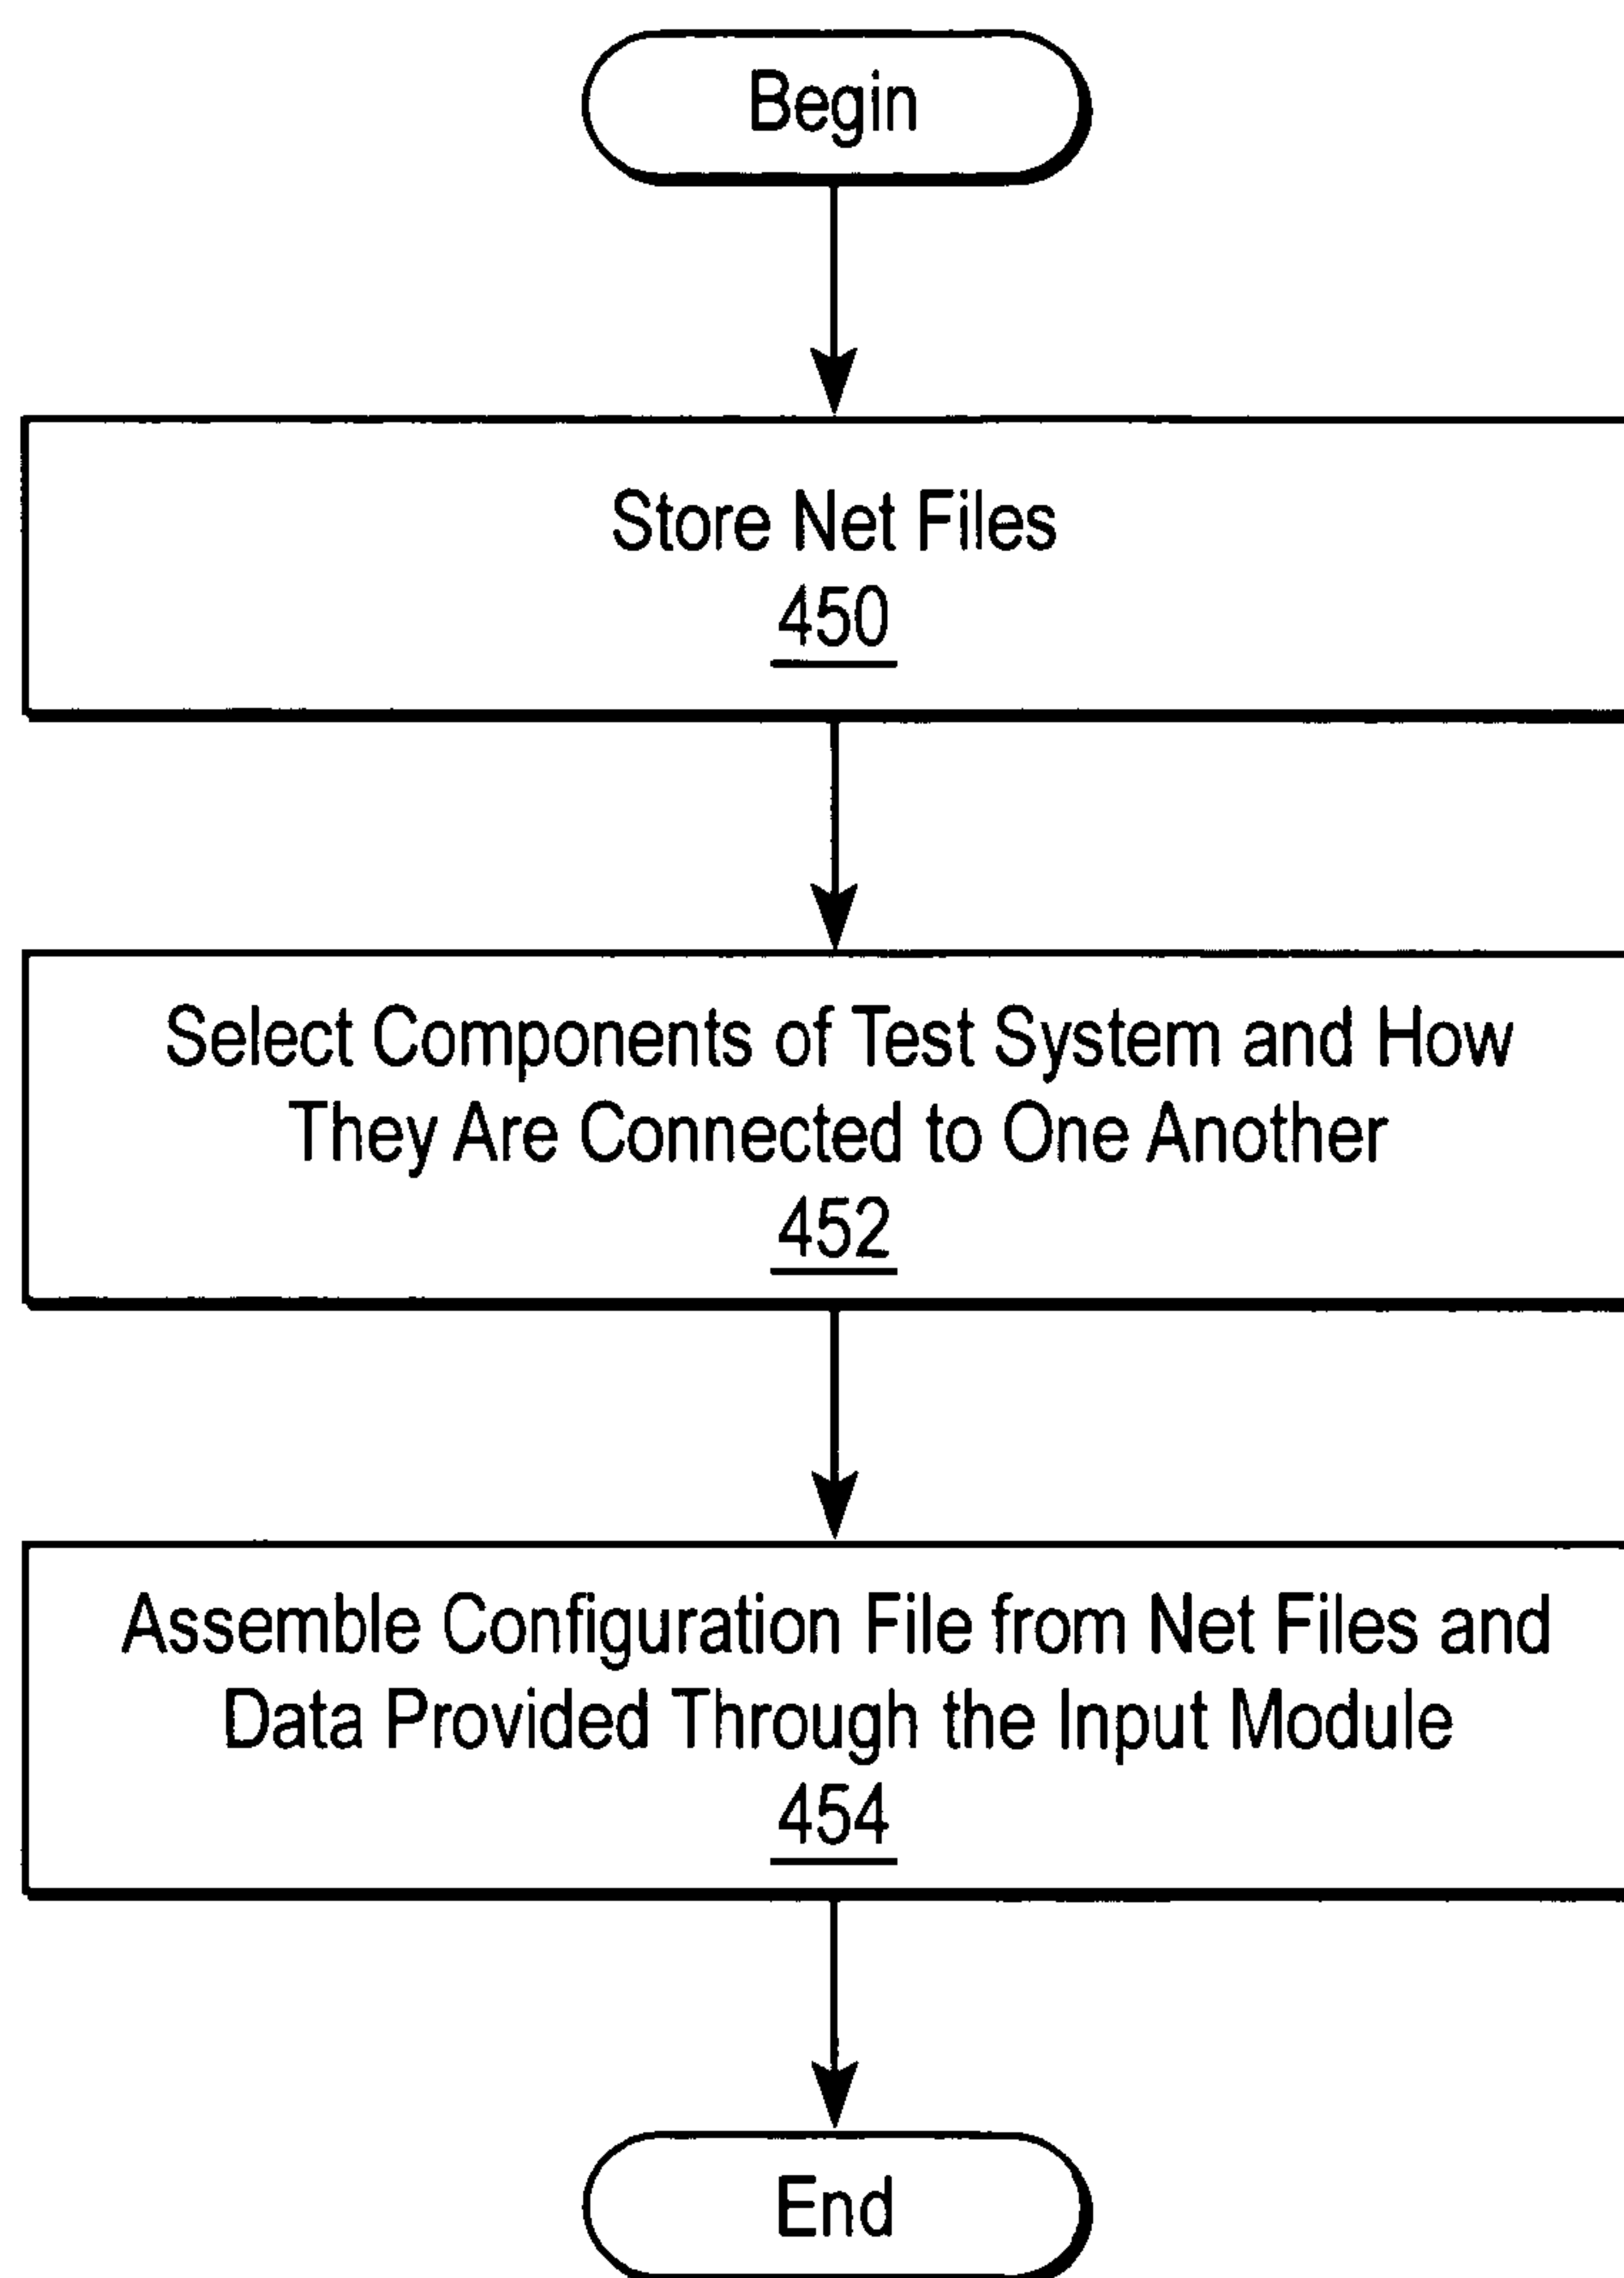 Begin
Store Net Files
450
Select Components of Test System and How
They Are Connected to One Another
452
Assemble Configuration File from Net Files and
Data Provided Through the Input Module
454
End